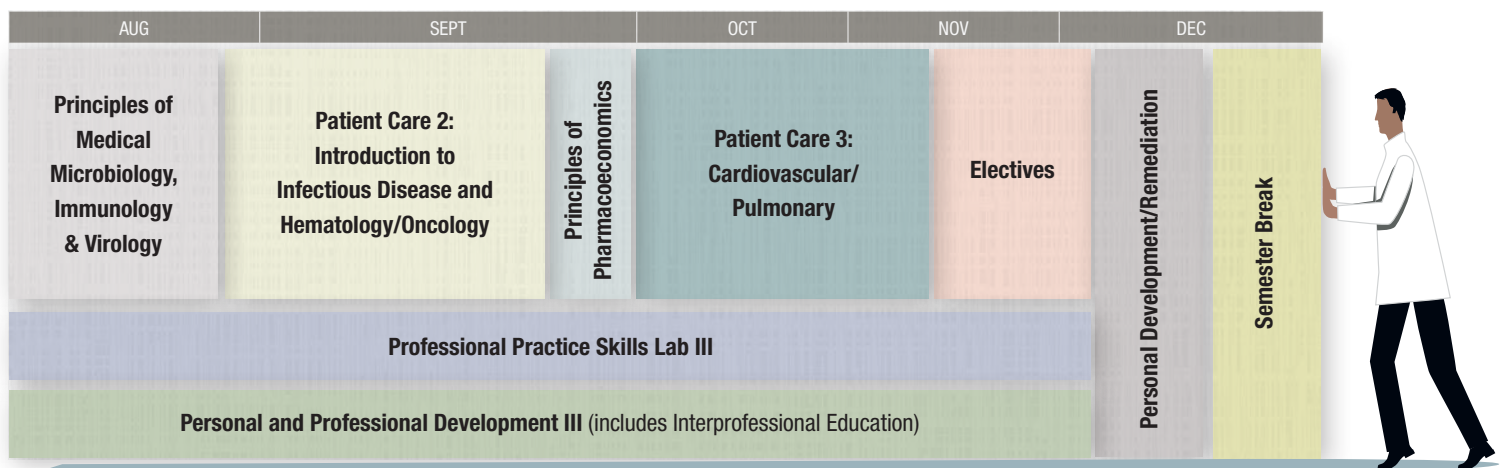 AUG SEPT OCT NOV DEC
Principles of
Medical
Microbiology,
Immunology
& Virology
Patient Care 2:
Introduction to
Infectious Disease and
Hematology/Oncology
Principles of
Pharmacoeconomics
Patient Care 3:
Cardiovascular/
Pulmonary
Electives
Personal Development/Remediation
Semester Break
Professional Practice Skills Lab III
Personal and Professional Development III (includes Interprofessional Education)